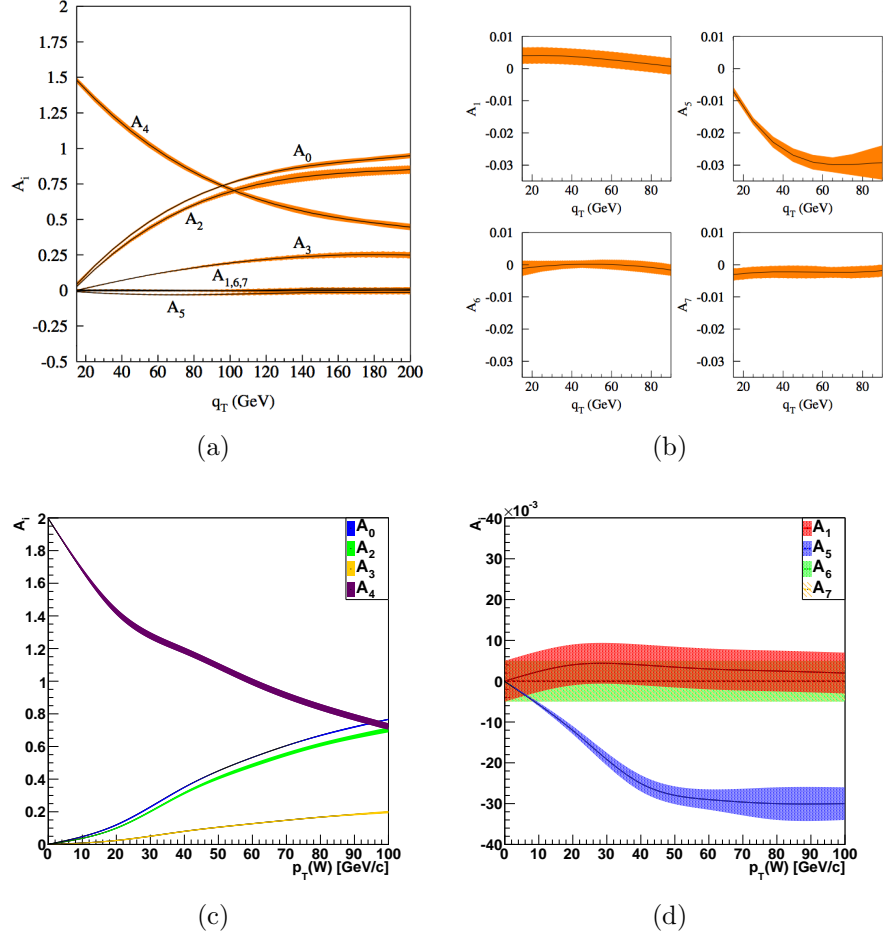 2
1.75
1.5
1.25
1
0.75
0.5
0.25
0
-0.25
-0.5
A_i
A_4
A_0
A_2
A_3
A_1,6,7
A_5
20 40 60 80 100 120 140 160 180 200
q_T (GeV)
(a)
0.01
0
-0.01
-0.02
-0.03
A_1
20 40 60 80
q_T (GeV)
0.01
0
-0.01
-0.02
-0.03
A_5
20 40 60 80
q_T (GeV)
0.01
0
-0.01
-0.02
-0.03
A_6
20 40 60 80
q_T (GeV)
0.01
0
-0.01
-0.02
-0.03
A_7
20 40 60 80
q_T (GeV)
(b)
A_i
2
1.8
1.6
1.4
1.2
1
0.8
0.6
0.4
0.2
0
A_0
A_2
A_3
A_4
0 10 20 30 40 50 60 70 80 90 100
p_T(W) [GeV/c]
(c)
×10^-3
40
30
20
10
0
-10
-20
-30
-40
A_1
A_5
A_6
A_7
0 10 20 30 40 50 60 70 80 90 100
p_T(W) [GeV/c]
(d)